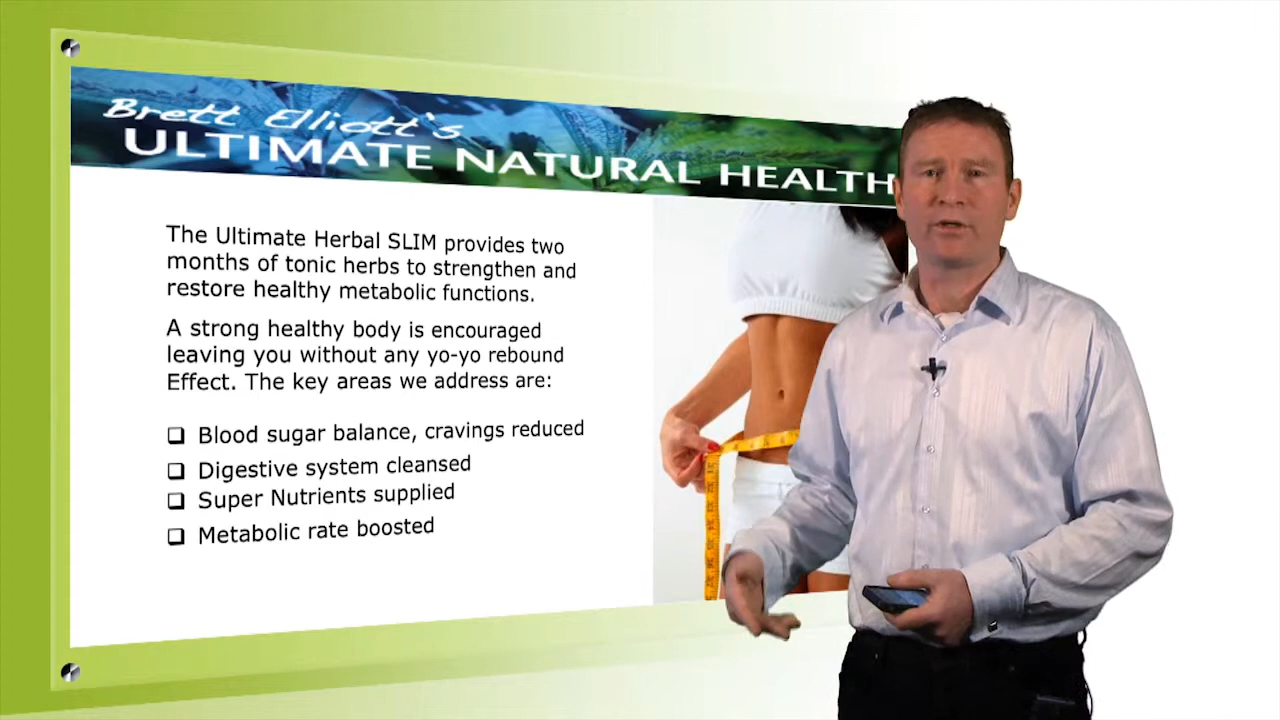 Brett Elliott's
ULTIMATE NATURAL HEALTH
The Ultimate Herbal SLIM provides two
months of tonic herbs to strengthen and
restore healthy metabolic functions.
A strong healthy body is encouraged
leaving you without any yo-yo rebound
Effect. The key areas we address are:
Blood sugar balance, cravings reduced
Digestive system cleansed
Super Nutrients supplied
Metabolic rate boosted